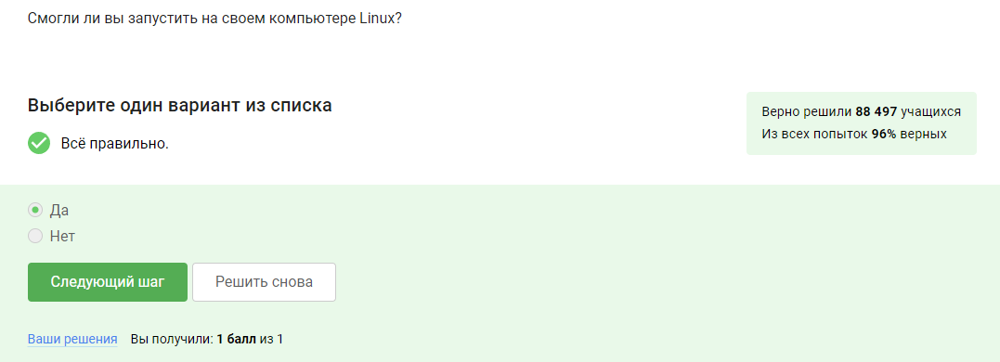 Смогли ли вы запустить на своем компьютере Linux?
Выберите один вариант из списка
Всё правильно.
Верно решили 88 497 учащихся
Из всех попыток 96% верных
Да
Нет
Следующий шаг
Решить снова
Ваши решения Вы получили: 1 балл из 1